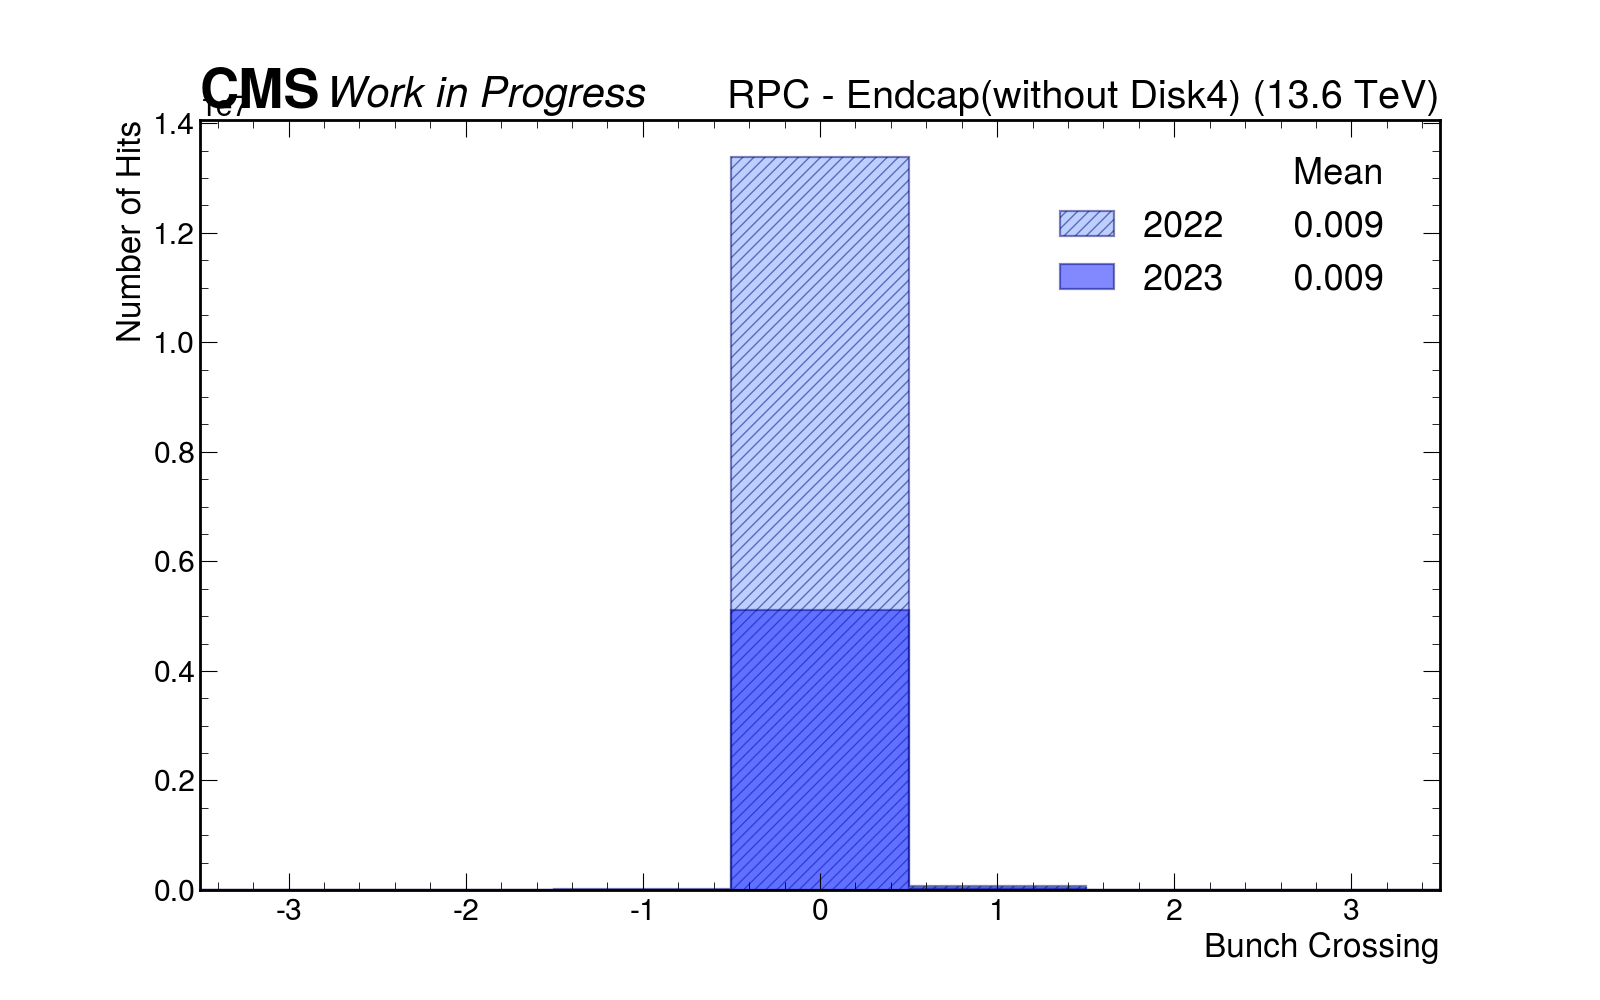 CMS Work in Progress RPC - Endcap(without Disk4) (13.6 TeV)
1e7
Number of Hits
1.4
1.2
1.0
0.8
0.6
0.4
0.2
0.0
Mean
2022 0.009
2023 0.009
-3 -2 -1 0 1 2 3
Bunch Crossing